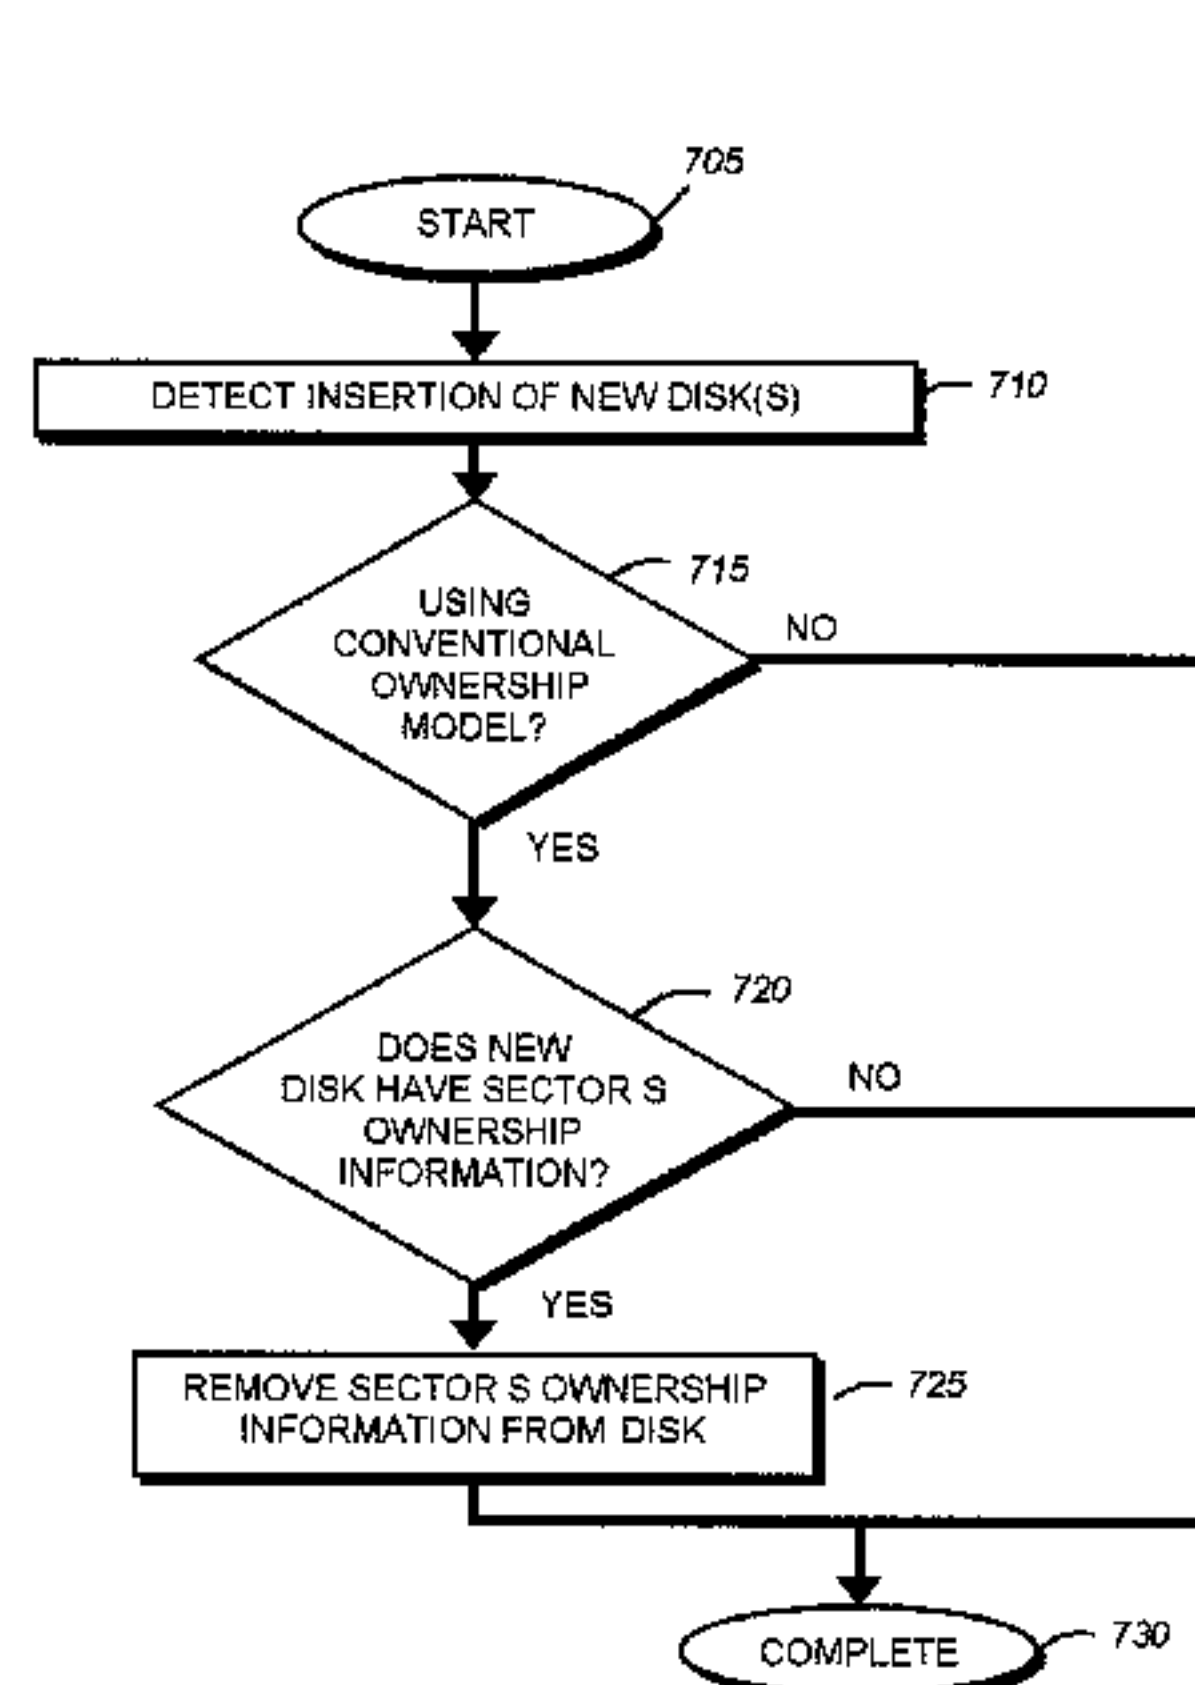 705
START
DETECT INSERTION OF NEW DISK(S)
710
715
USING
CONVENTIONAL
OWNERSHIP
MODEL?
NO
YES
720
DOES NEW
DISK HAVE SECTOR S
OWNERSHIP
INFORMATION?
NO
YES
REMOVE SECTOR S OWNERSHIP
INFORMATION FROM DISK
725
COMPLETE
730